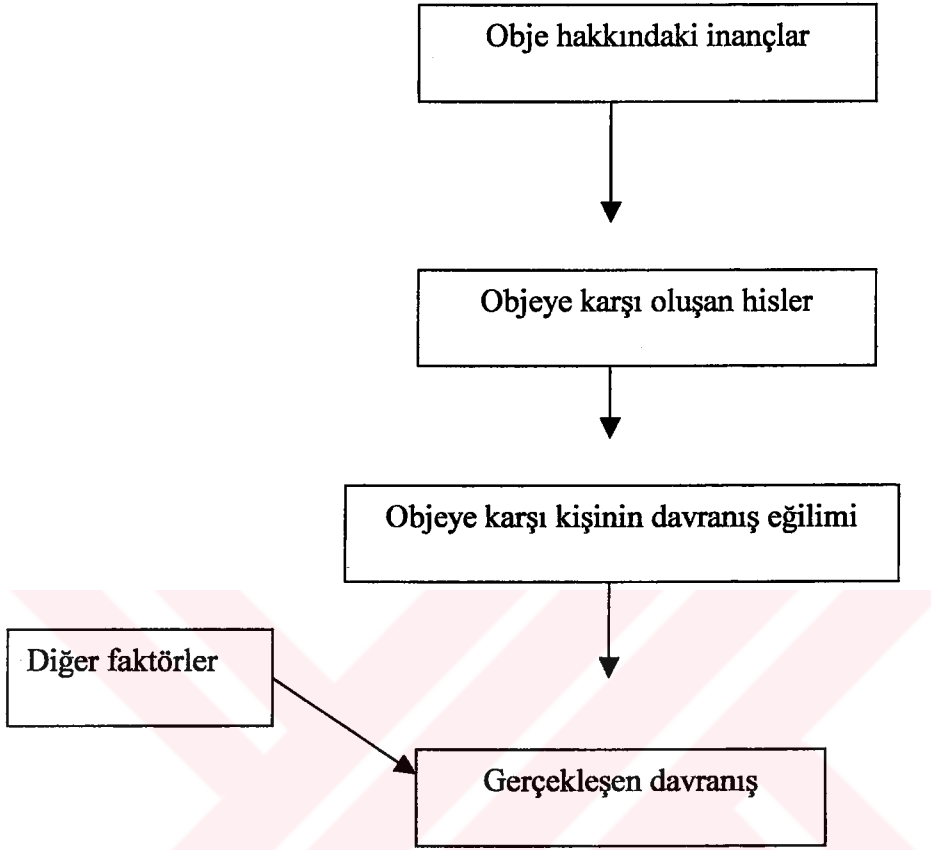 Obje hakkındaki inançlar
Objeye karşı oluşan hisler
Objeye karşı kişinin davranış eğilimi
Diğer faktörler
Gerçekleşen davranış